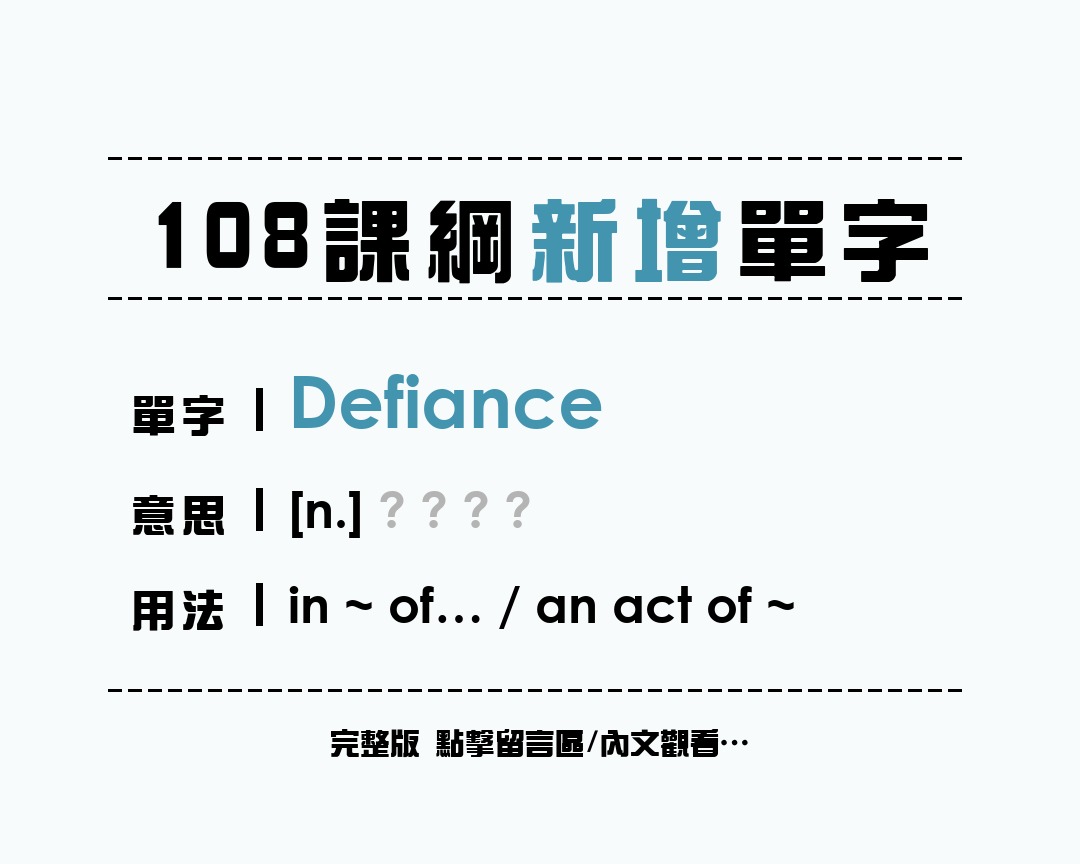 108課綱新增單字
單字 | Defiance
意思 | [n.] ？？？？
用法 | in ~ of… / an act of ~
完整版 點擊留言區/內文觀看…